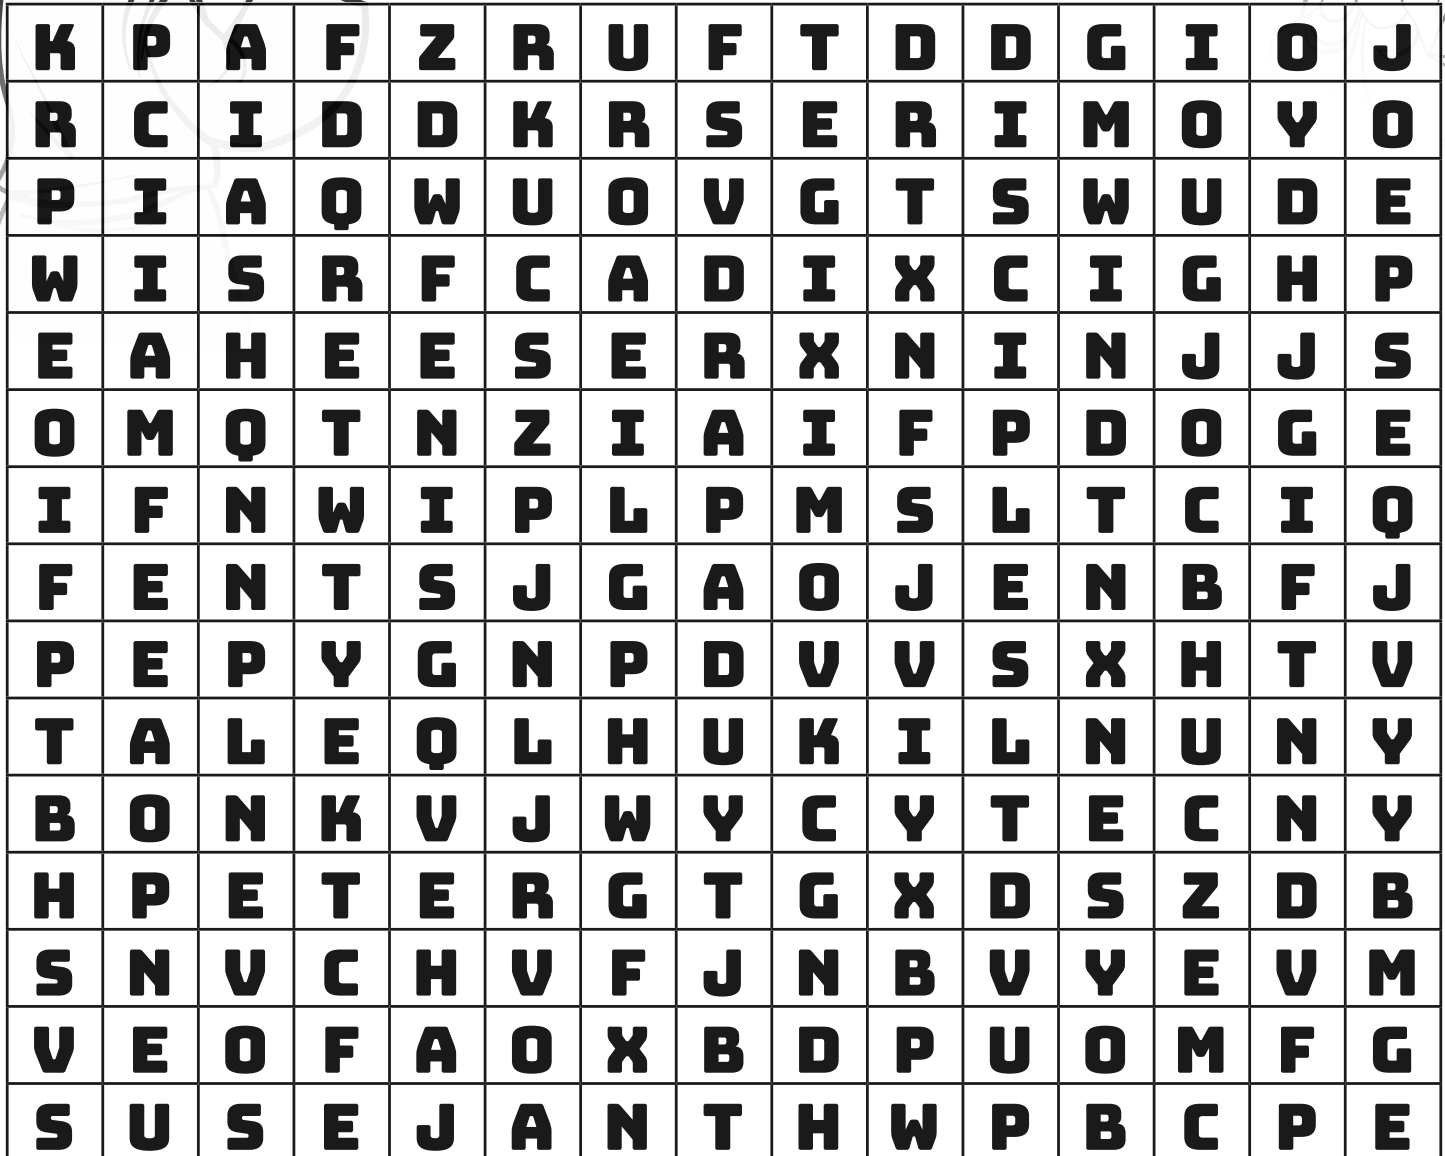 K P A F Z R U F T D D G I O J
R C I D D K R S E R I M O Y O
P I A Q W U O V G T S W U D E
W I S R F C A D I X C I G H P
E A H E E S E R X N I N J J S
O M Q T N Z I A I F P D O G E
I F N W I P L P M S L T C I Q
F E N T S J G A O J E N B F J
P E P Y G N P D V V S X H T V
T A L E Q L H U K I L N U N Y
B O N K V J W Y C Y T E C N Y
H P E T E R G T G X D S Z D B
S N V C H V F J N B V Y E V M
V E O F A O X B D P U O M F G
S U S E J A N T H W P B C P E